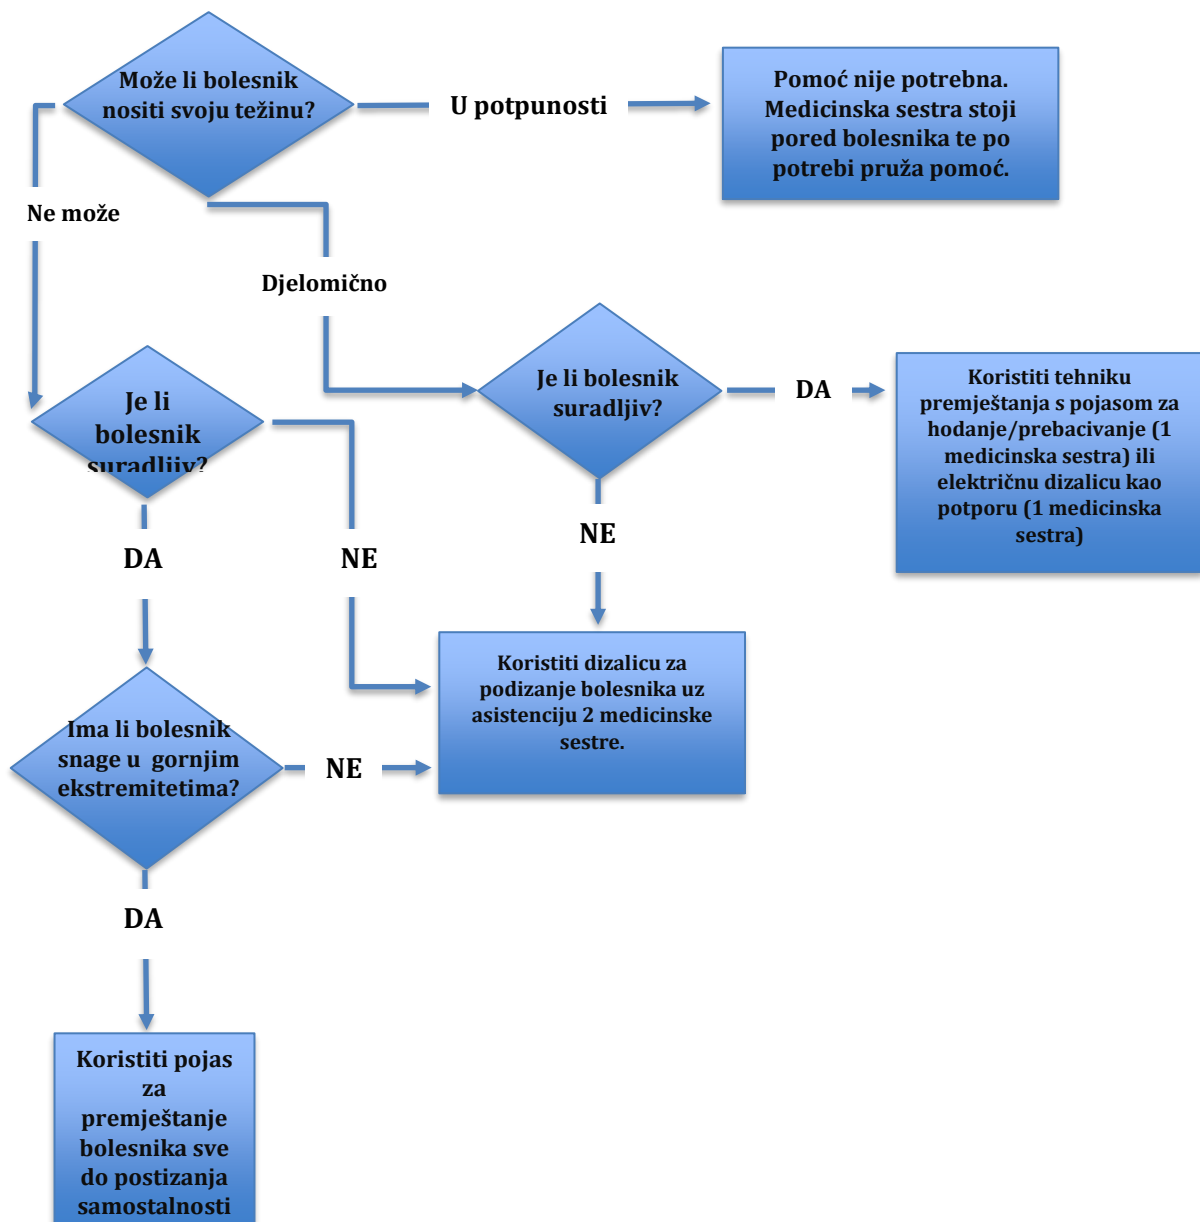 Može li bolesnik
nositi svoju težinu?
U potpunosti
Pomoć nije potrebna.
Medicinska sestra stoji
pored bolesnika te po
potrebi pruža pomoć.
Ne može
Djelomično
Je li
bolesnik
suradljiv?
Je li bolesnik
suradljiv?
DA
Koristiti tehniku
premještanja s pojasom za
hodanje/prebacivanje (1
medicinska sestra) ili
električnu dizalicu kao
potporu (1 medicinska
sestra)
DA
NE
NE
Koristiti dizalicu za
podizanje bolesnika uz
asistenciju 2 medicinske
sestre.
Ima li bolesnik
snage u gornjim
ekstremitetima?
NE
DA
Koristiti pojas
za
premještanje
bolesnika sve
do postizanja
samostalnosti